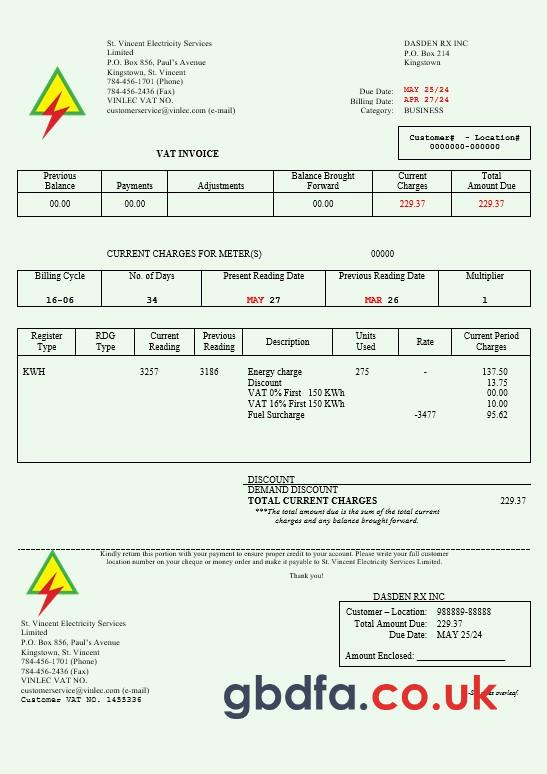 St. Vincent Electricity Services
Limited
P.O. Box 856, Paul's Avenue
Kingstown, St. Vincent
784-456-1701 (Phone)
784-456-2436 (Fax)
VINLEC VAT NO.
customerservice@vinlec.com (e-mail)
DASDEN RX INC
P.O. Box 214
Kingstown
Due Date: MAY 25/24
Billing Date: APR 27/24
Category: BUSINESS
Customer# - Location#
0000000-000000
VAT INVOICE
Previous Balance Payments Adjustments Balance Brought Forward Current Charges Total Amount Due
00.00 00.00 00.00 229.37 229.37
CURRENT CHARGES FOR METER(S) 00000
Billing Cycle No. of Days Present Reading Date Previous Reading Date Multiplier
16-06 34 MAY 27 MAR 26 1
Register Type RDG Type Current Reading Previous Reading Description Units Used Rate Current Period Charges
KWH 3257 3186 Energy charge 275 - 137.50
Discount 13.75
VAT 0% First 150 KWh 00.00
VAT 16% First 150 KWh 10.00
Fuel Surcharge -3477 95.62
DISCOUNT
DEMAND DISCOUNT
TOTAL CURRENT CHARGES 229.37
***The total amount due is the sum of the total current
charges and any balance brought forward.
Kindly return this portion with your payment to ensure proper credit to your account. Please write your full customer
location number on your cheque or money order and make it payable to St. Vincent Electricity Services Limited.
Thank you!
St. Vincent Electricity Services
Limited
P.O. Box 856, Paul's Avenue
Kingstown, St. Vincent
784-456-1701 (Phone)
784-456-2436 (Fax)
VINLEC VAT NO.
customerservice@vinlec.com (e-mail)
Customer VAT NO. 1455336
DASDEN RX INC
Customer – Location: 988889-88888
Total Amount Due: 229.37
Due Date: MAY 25/24
Amount Enclosed: ____________________
overleaf.
gbdfa.co.uk